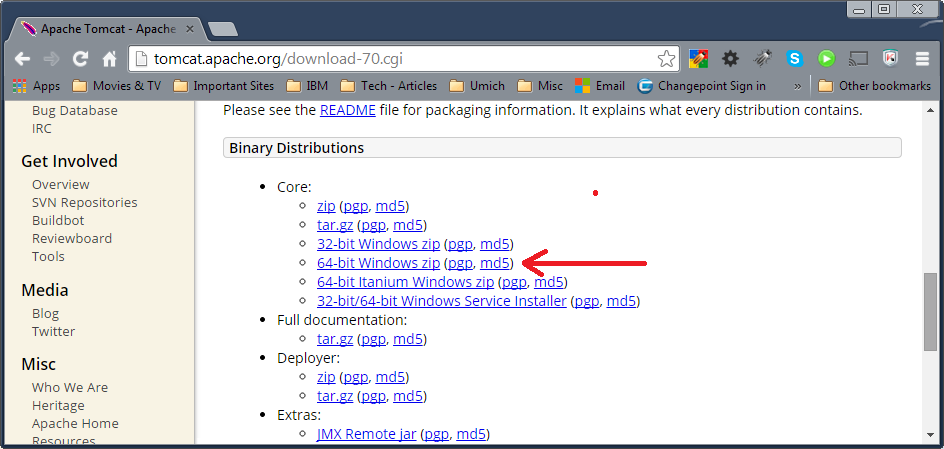 Apache Tomcat - Apache
tomcat.apache.org/download-70.cgi
Apps Movies & TV Important Sites IBM Tech - Articles Umich Misc Email Changepoint Sign in » Other bookmarks
Bug Database
IRC
Get Involved
Overview
SVN Repositories
Buildbot
Reviewboard
Tools
Media
Blog
Twitter
Misc
Who We Are
Heritage
Apache Home
Resources
Please see the README file for packaging information. It explains what every distribution contains.
Binary Distributions
Core:
zip (pgp, md5)
tar.gz (pgp, md5)
32-bit Windows zip (pgp, md5)
64-bit Windows zip (pgp, md5)
64-bit Itanium Windows zip (pgp, md5)
32-bit/64-bit Windows Service Installer (pgp, md5)
Full documentation:
tar.gz (pgp, md5)
Deployer:
zip (pgp, md5)
tar.gz (pgp, md5)
Extras:
JMX Remote jar (pgp, md5)